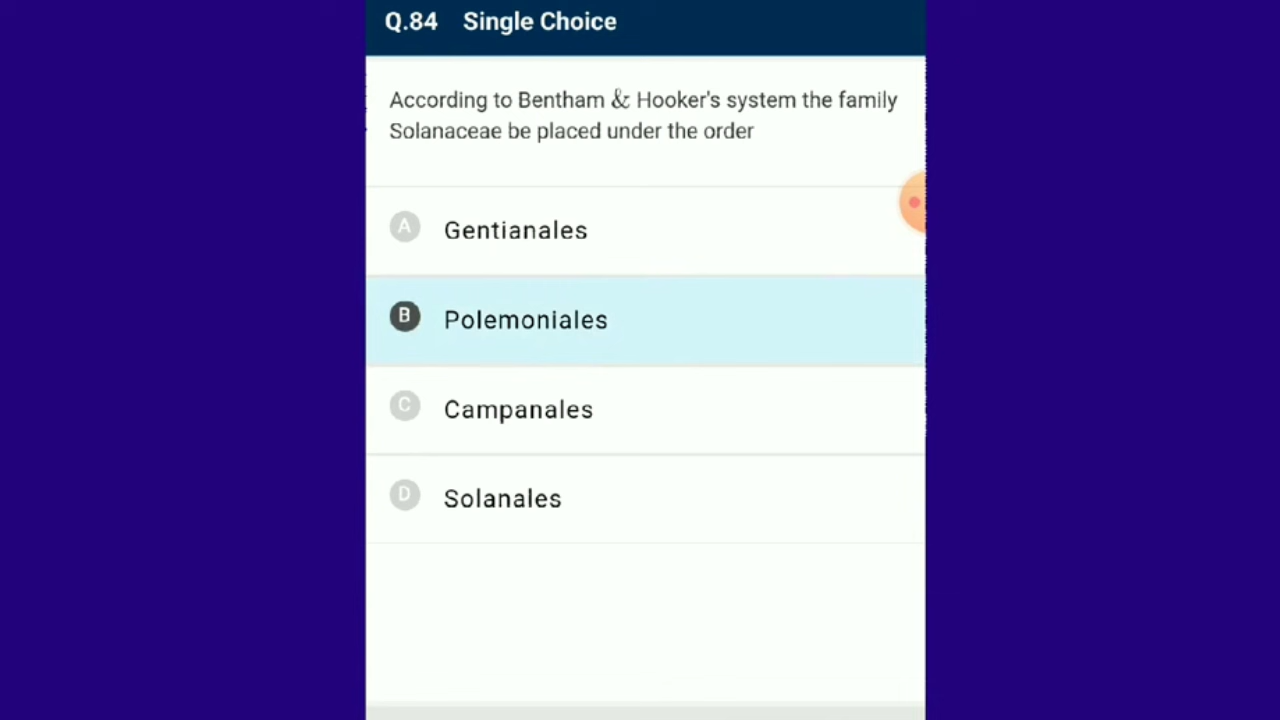 Q.84 Single Choice
According to Bentham & Hooker's system the family
Solanaceae be placed under the order
A Gentianales
B Polemoniales
C Campanales
D Solanales